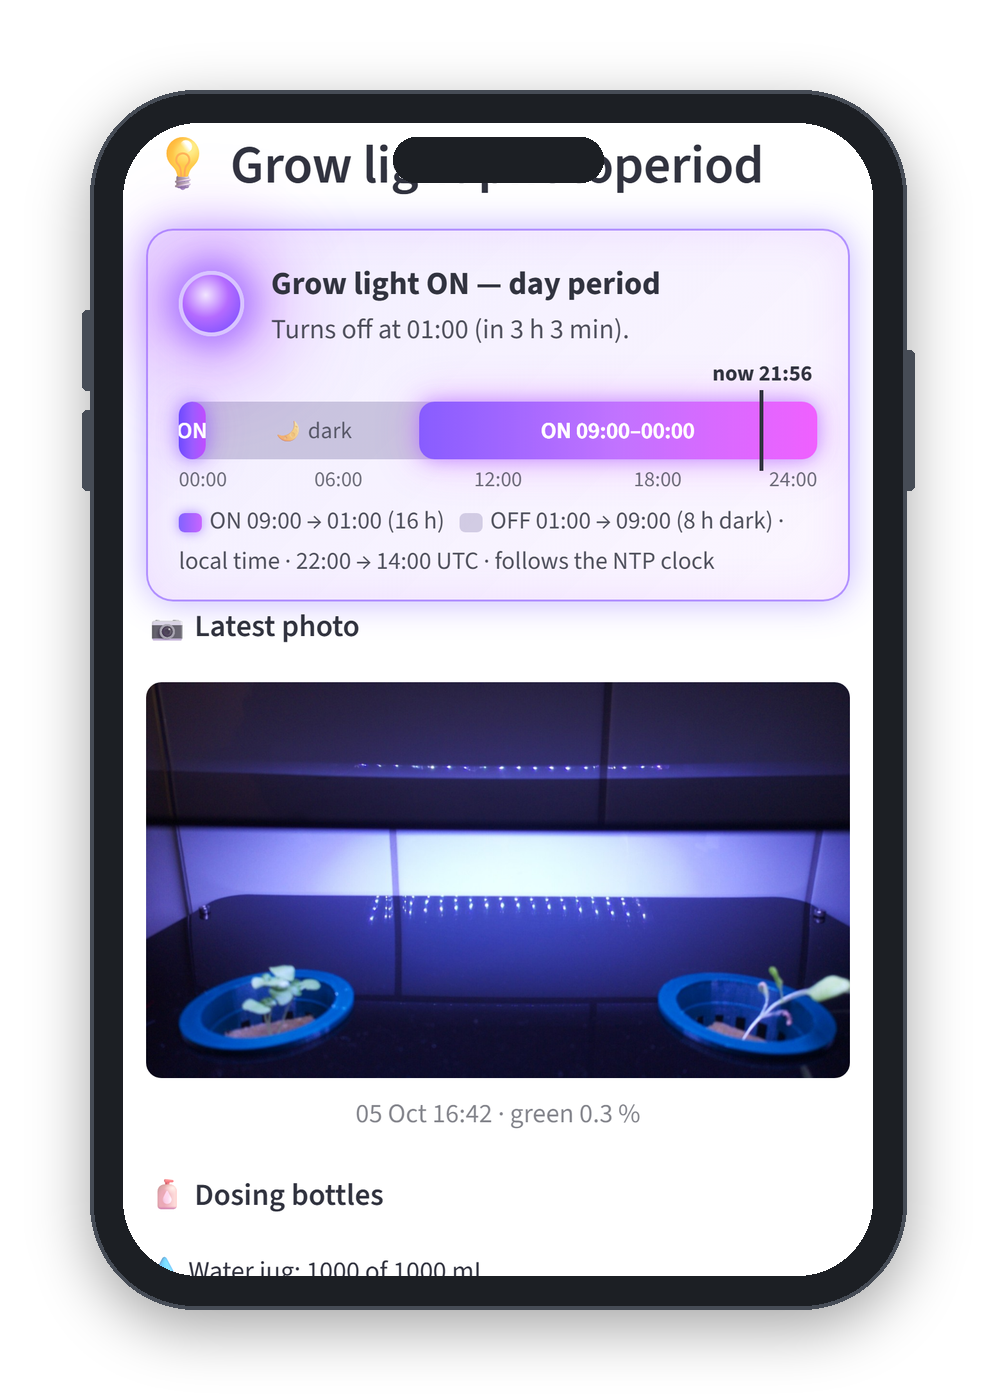 Grow li operiod
Grow light ON — day period
Turns off at 01:00 (in 3 h 3 min).
now 21:56
ON
dark
ON 09:00–00:00
00:00 06:00 12:00 18:00 24:00
ON 09:00 → 01:00 (16 h) OFF 01:00 → 09:00 (8 h dark) ·
local time · 22:00 → 14:00 UTC · follows the NTP clock
Latest photo
05 Oct 16:42 · green 0.3 %
Dosing bottles
Water jug: 1000 of 1000 mL